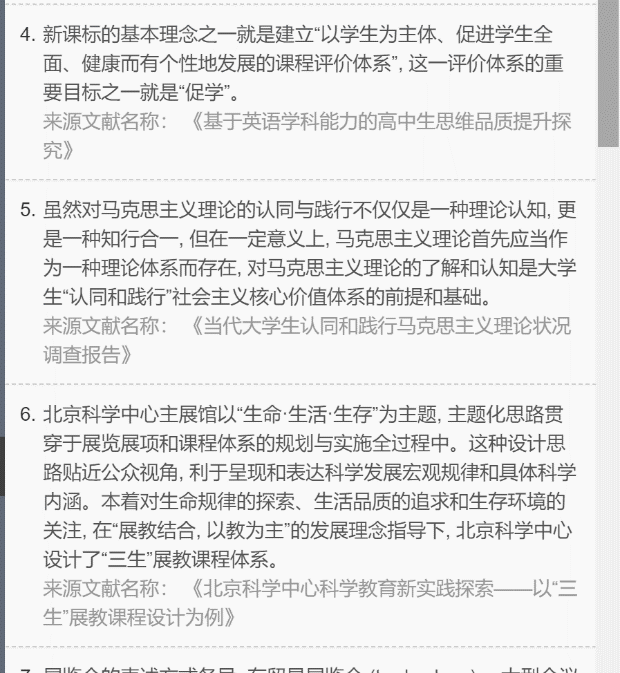 4. 新课标的基本理念之一就是建立“以学生为主体、促进学生全
面、健康而有个性地发展的课程评价体系”, 这一评价体系的重
要目标之一就是“促学”。
来源文献名称： 《基于英语学科能力的高中生思维品质提升探
究》
5. 虽然对马克思主义理论的认同与践行不仅仅是一种理论认知, 更
是一种知行合一, 但在一定意义上, 马克思主义理论首先应当作
为一种理论体系而存在, 对马克思主义理论的了解和认知是大学
生“认同和践行”社会主义核心价值体系的前提和基础。
来源文献名称： 《当代大学生认同和践行马克思主义理论状况
调查报告》
6. 北京科学中心主展馆以“生命·生活·生存”为主题, 主题化思路贯
穿于展览展项和课程体系的规划与实施全过程中。这种设计思
路贴近公众视角, 利于呈现和表达科学发展宏观规律和具体科学
内涵。本着对生命规律的探索、生活品质的追求和生存环境的
关注, 在“展教结合, 以教为主”的发展理念指导下, 北京科学中心
设计了“三生”展教课程体系。
来源文献名称： 《北京科学中心科学教育新实践探索——以“三
生”展教课程设计为例》